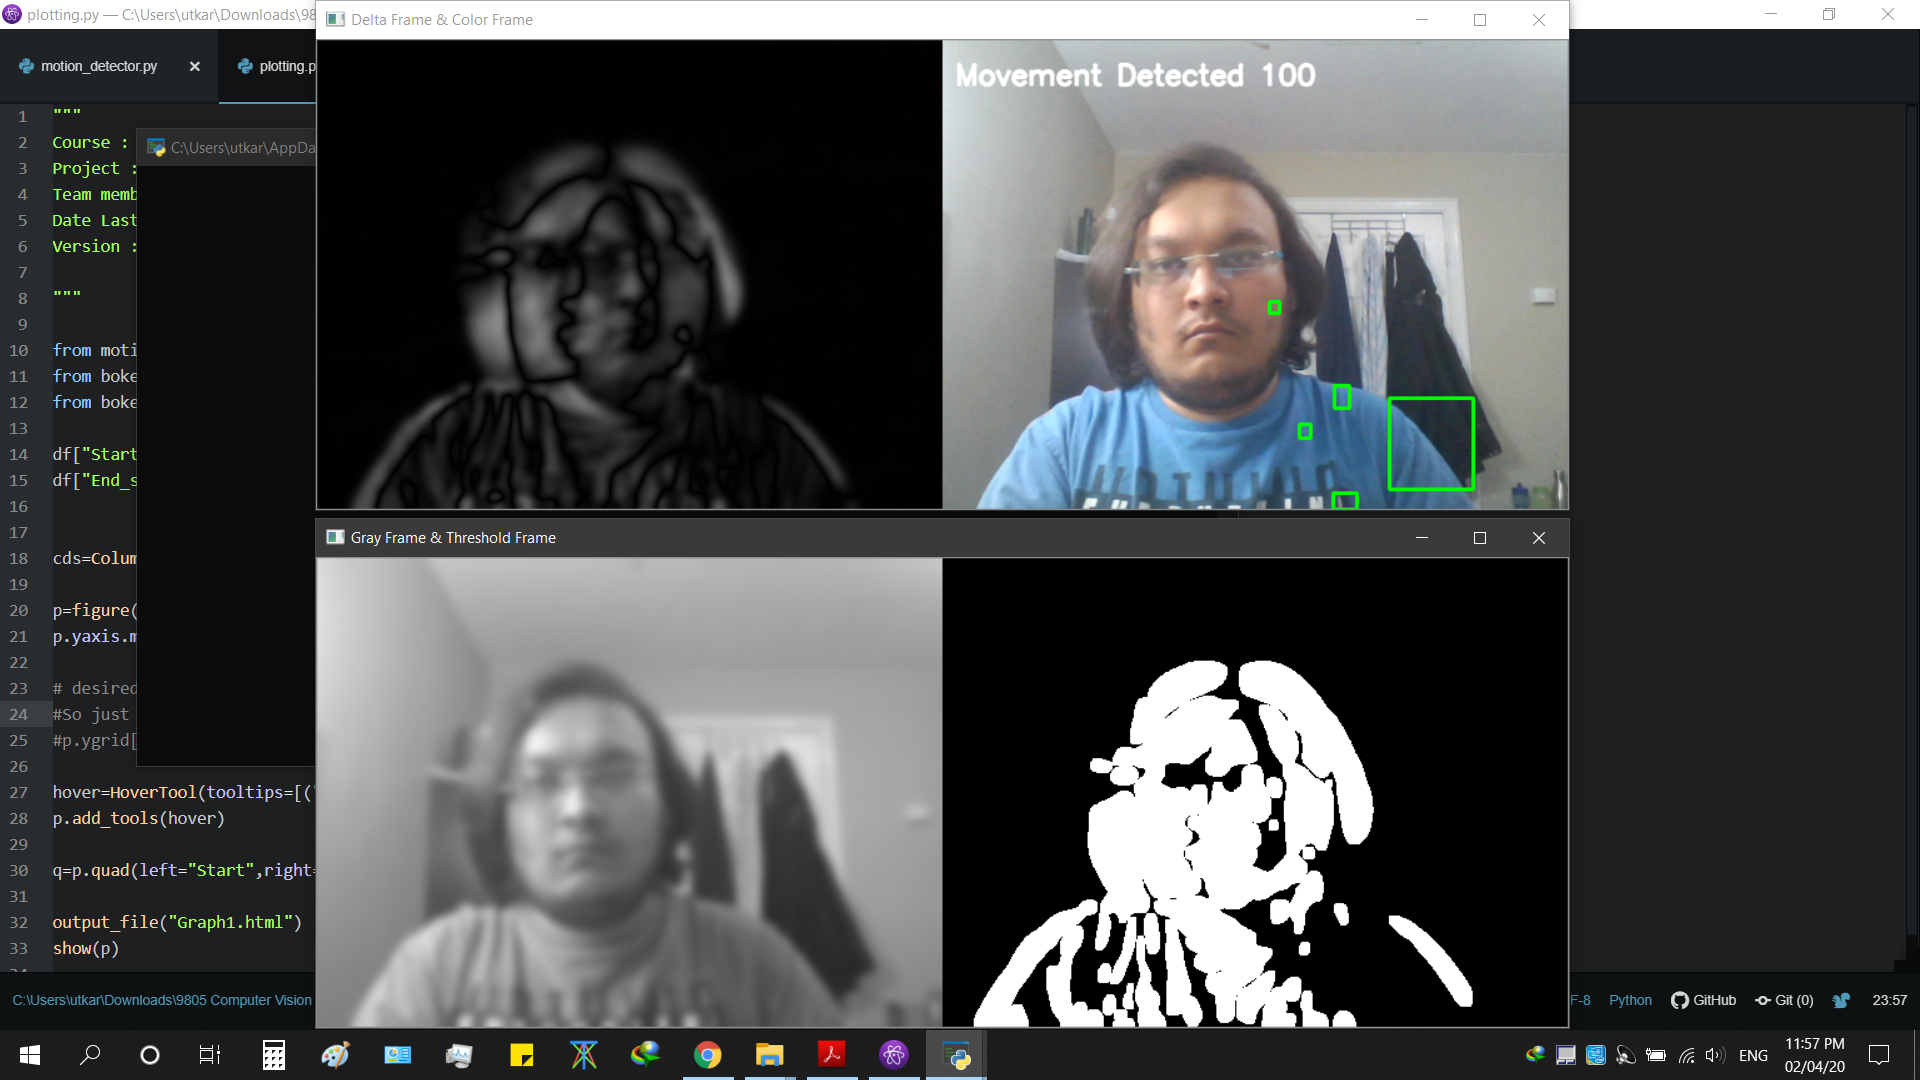 plotting.py — C:\Users\utkar\Downloads\98
Delta Frame & Color Frame
motion_detector.py
plotting.p
Movement Detected 100
C:\Users\utkar\AppDa
1 """
2 Course :
3 Project :
4 Team memb
5 Date Last
6 Version :
7
8 """
9
10 from moti
11 from boke
12 from boke
13
14 df["Start
15 df["End_s
16
17
18 cds=Colum
19
20 p=figure(
21 p.yaxis.m
22
23 # desired
24 #So just
25 #p.ygrid[
26
27 hover=HoverTool(tooltips=[("
28 p.add_tools(hover)
29
30 q=p.quad(left="Start",right=
31
32 output_file("Graph1.html")
33 show(p)
Gray Frame & Threshold Frame
C:\Users\utkar\Downloads\9805 Computer Vision
F-8 Python GitHub Git (0) 23:57
ENG
11:57 PM
02/04/20